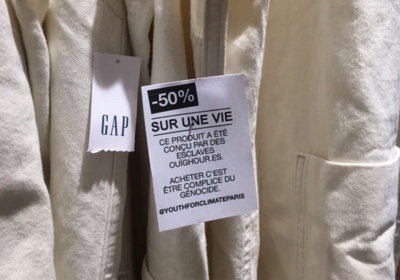 GAP
-50%
SUR UNE VIE
CE PRODUIT A ÉTÉ
CONÇU PAR DES
ESCLAVES
OUÏGHOUR.ES.
ACHETER C'EST
ÊTRE COMPLICE DU
GÉNOCIDE.
@YOUTHFORCLIMATEPARIS